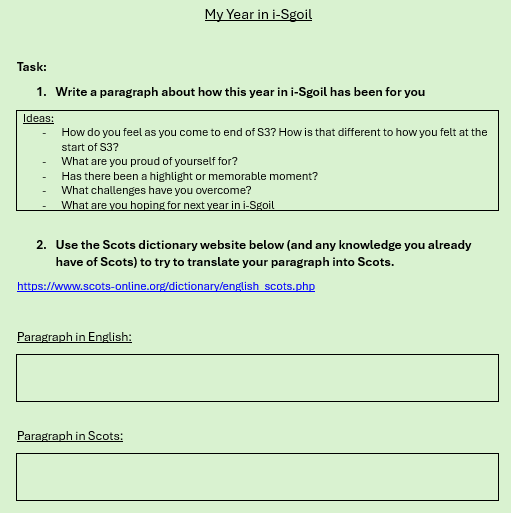 My Year in i-Sgoil
Task:
1. Write a paragraph about how this year in i-Sgoil has been for you
Ideas:
- How do you feel as you come to end of S3? How is that different to how you felt at the
start of S3?
- What are you proud of yourself for?
- Has there been a highlight or memorable moment?
- What challenges have you overcome?
- What are you hoping for next year in i-Sgoil
2. Use the Scots dictionary website below (and any knowledge you already
have of Scots) to try to translate your paragraph into Scots.
https://www.scots-online.org/dictionary/english_scots.php
Paragraph in English:
Paragraph in Scots: